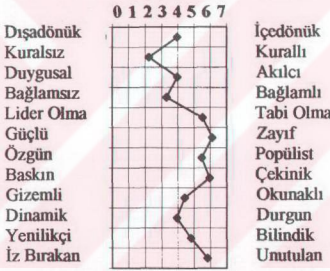 0 1 2 3 4 5 6 7
Dışadönük İçedönük
Kuralsız Kurallı
Duygusal Akılcı
Bağlamsız Bağlamlı
Lider Olma Tabi Olma
Güçlü Zayıf
Özgün Popülist
Baskın Çekinik
Gizemli Okunaklı
Dinamik Durgun
Yenilikçi Bilindik
İz Bırakan Unutulan